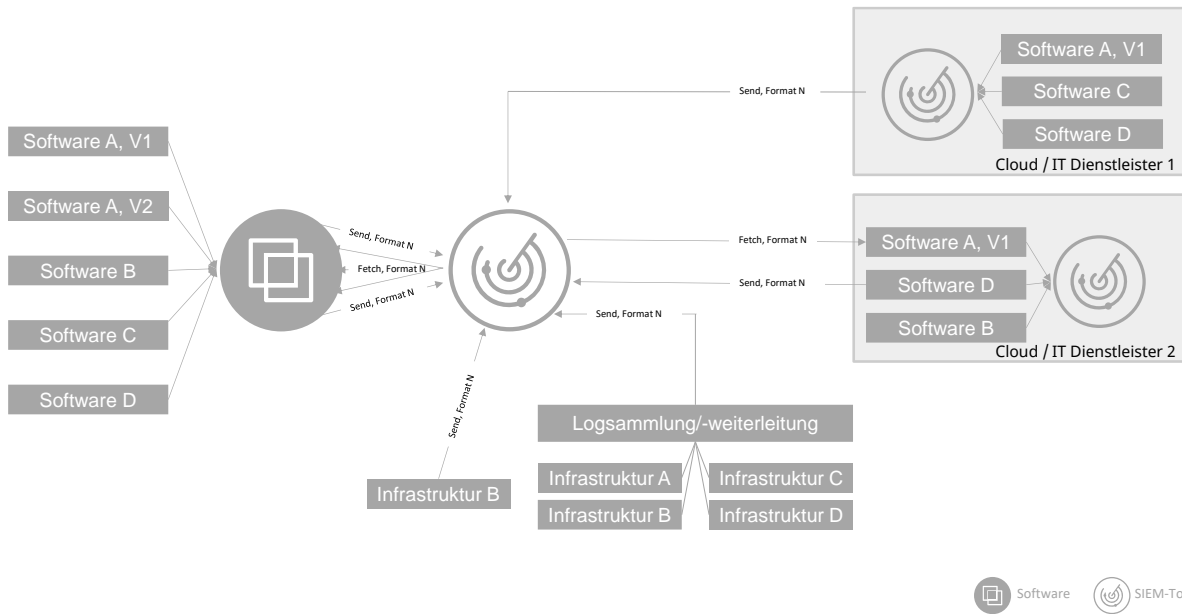 Software A, V1
Software A, V2
Software B
Software C
Software D
Send, Format N
Fetch, Format N
Send, Format N
Send, Format N
Software A, V1
Software C
Software D
Cloud / IT Dienstleister 1
Fetch, Format N
Send, Format N
Software A, V1
Software D
Software B
Cloud / IT Dienstleister 2
Send, Format N
Send, Format N
Logsammlung/-weiterleitung
Infrastruktur A
Infrastruktur C
Infrastruktur B
Infrastruktur D
Infrastruktur B
Software
SIEM-To